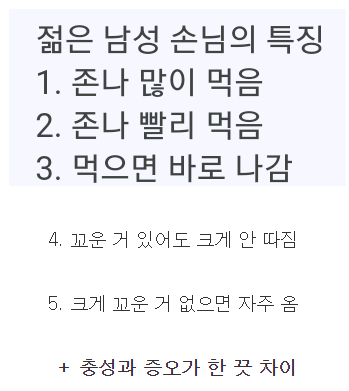 젊은 남성 손님의 특징
1. 존나 많이 먹음
2. 존나 빨리 먹음
3. 먹으면 바로 나감
4. 꼬운 거 있어도 크게 안 따짐
5. 크게 꼬운 거 없으면 자주 옴
+ 충성과 증오가 한 끗 차이